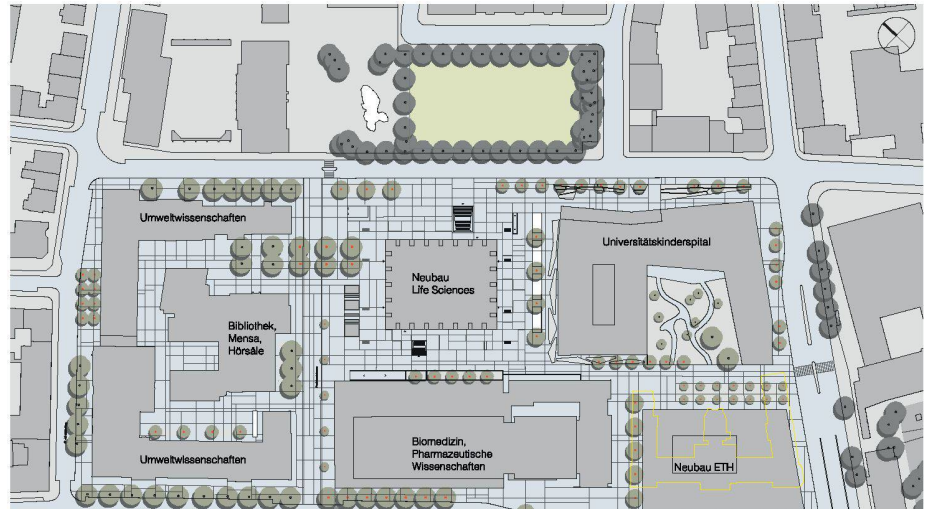 Umweltwissenschaften
Universitätskinderspital
Neubau
Life Sciences
Bibliothek,
Mensa,
Hörsäle
Umweltwissenschaften
Biomedizin,
Pharmazeutische
Wissenschaften
Neubau ETH